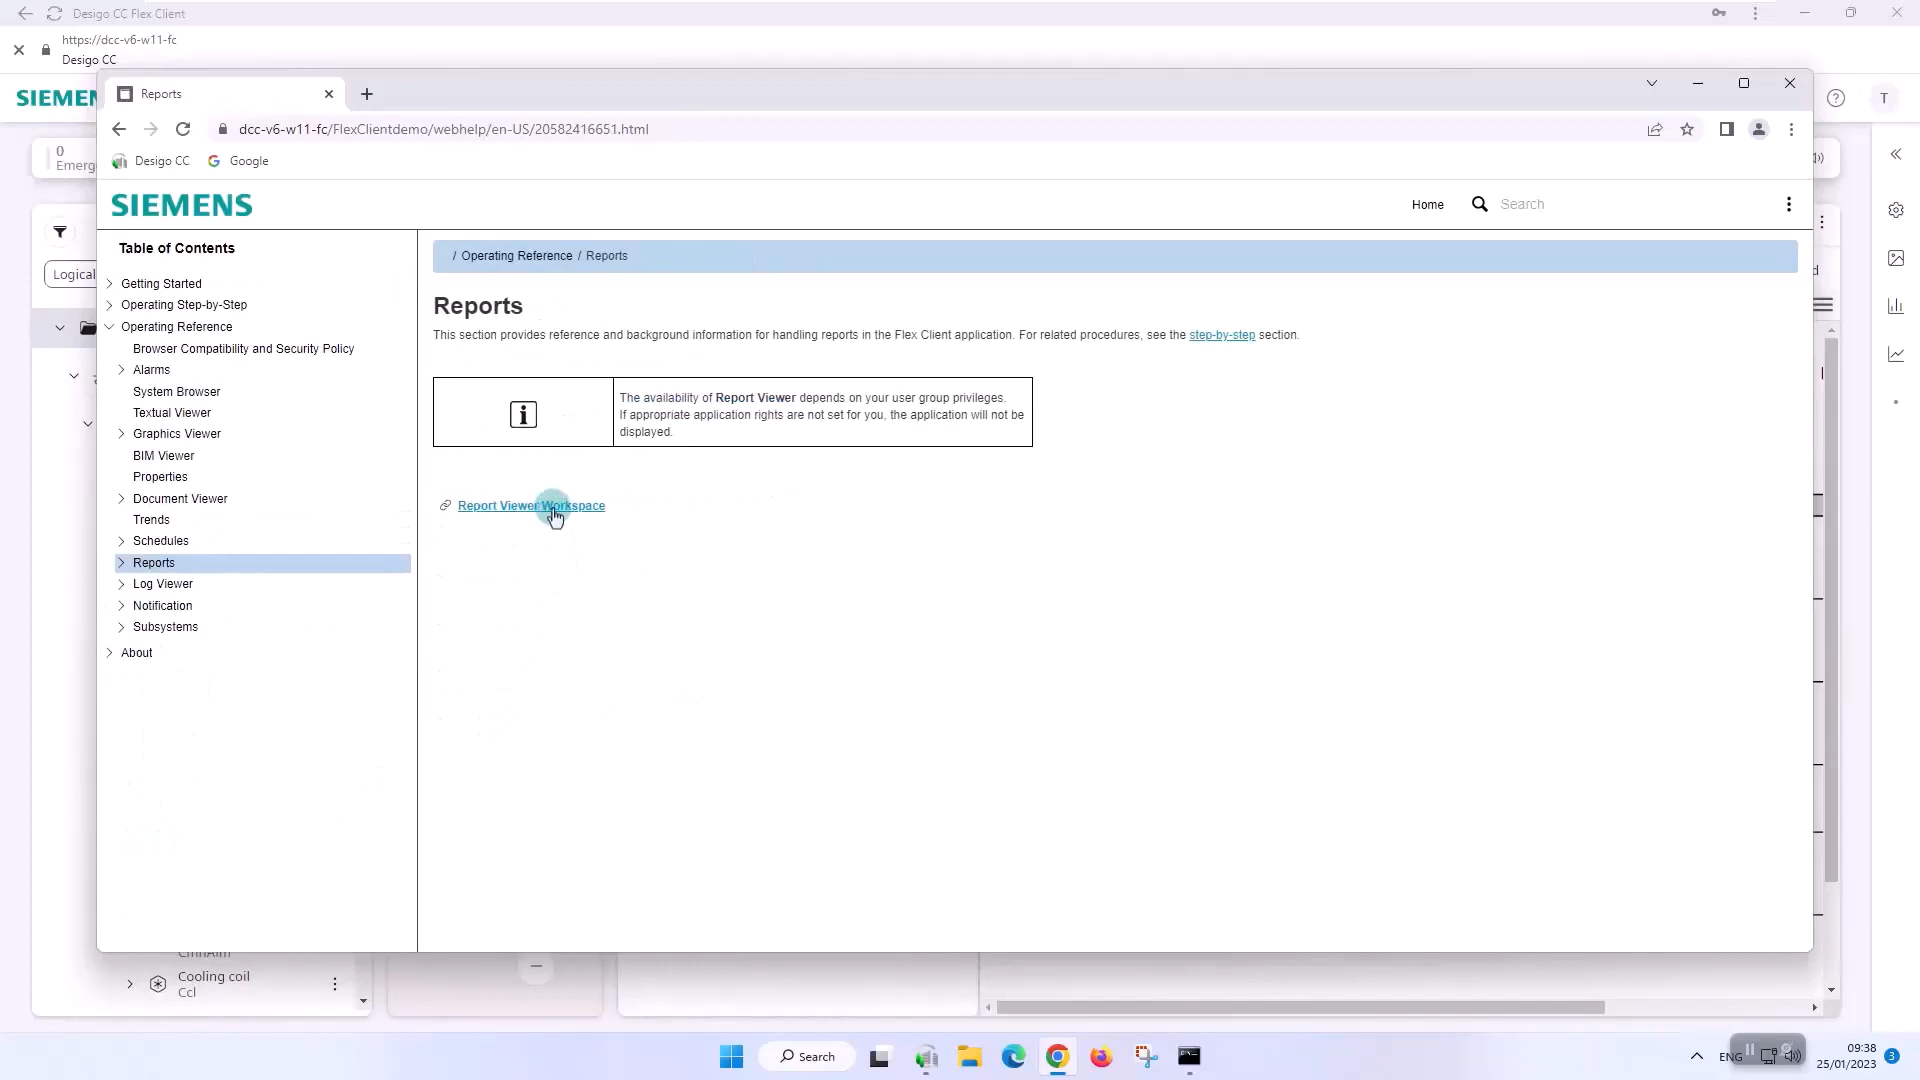 Desigo CC Flex Client
https://dcc-v6-w11-fc
Desigo CC
SIEMEN
T
0
Emerg
Logical
Reports
dcc-v6-w11-fc/FlexClientdemo/webhelp/en-US/20582416651.html
Desigo CC
Google
SIEMENS
Home
Search
Table of Contents
Getting Started
Operating Step-by-Step
Operating Reference
Browser Compatibility and Security Policy
Alarms
System Browser
Textual Viewer
Graphics Viewer
BIM Viewer
Properties
Document Viewer
Trends
Schedules
Reports
Log Viewer
Notification
Subsystems
About
/ Operating Reference / Reports
Reports
This section provides reference and background information for handling reports in the Flex Client application. For related procedures, see the step-by-step section.
The availability of Report Viewer depends on your user group privileges.
If appropriate application rights are not set for you, the application will not be
displayed.
Report Viewer Workspace
Cooling coil
Ccl
Search
ENG
09:38
25/01/2023
3